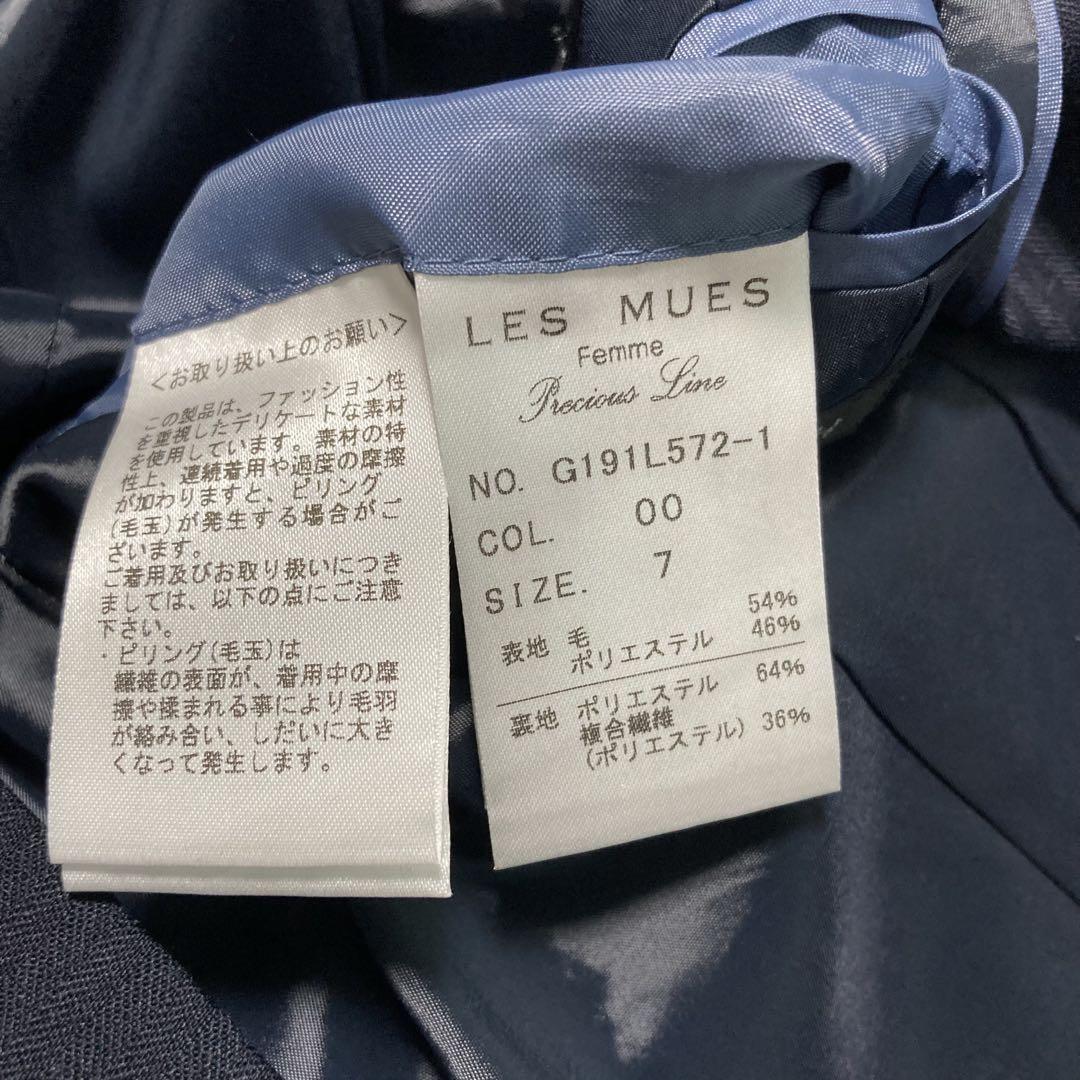 <お取り扱い上のお願い>
この製品は、ファッション性
を重視したデリケートな素材
を使用しています。素材の特
性上、連続着用や過度の摩擦
が加わりますと、ピリング
(毛玉)が発生する場合がご
ざいます。
ご着用及びお取り扱いにつき
ましては、以下の点にご注意
下さい。
・ピリング(毛玉)は
繊維の表面が、着用中の摩
擦や揉まれる事により毛羽
が絡み合い、しだいに大き
くなって発生します。
LES MUES
Femme
Precious Line
NO. G191L572-1
COL. 00
SIZE. 7
表地 毛 54%
ポリエステル 46%
裏地 ポリエステル 64%
複合繊維
(ポリエステル) 36%